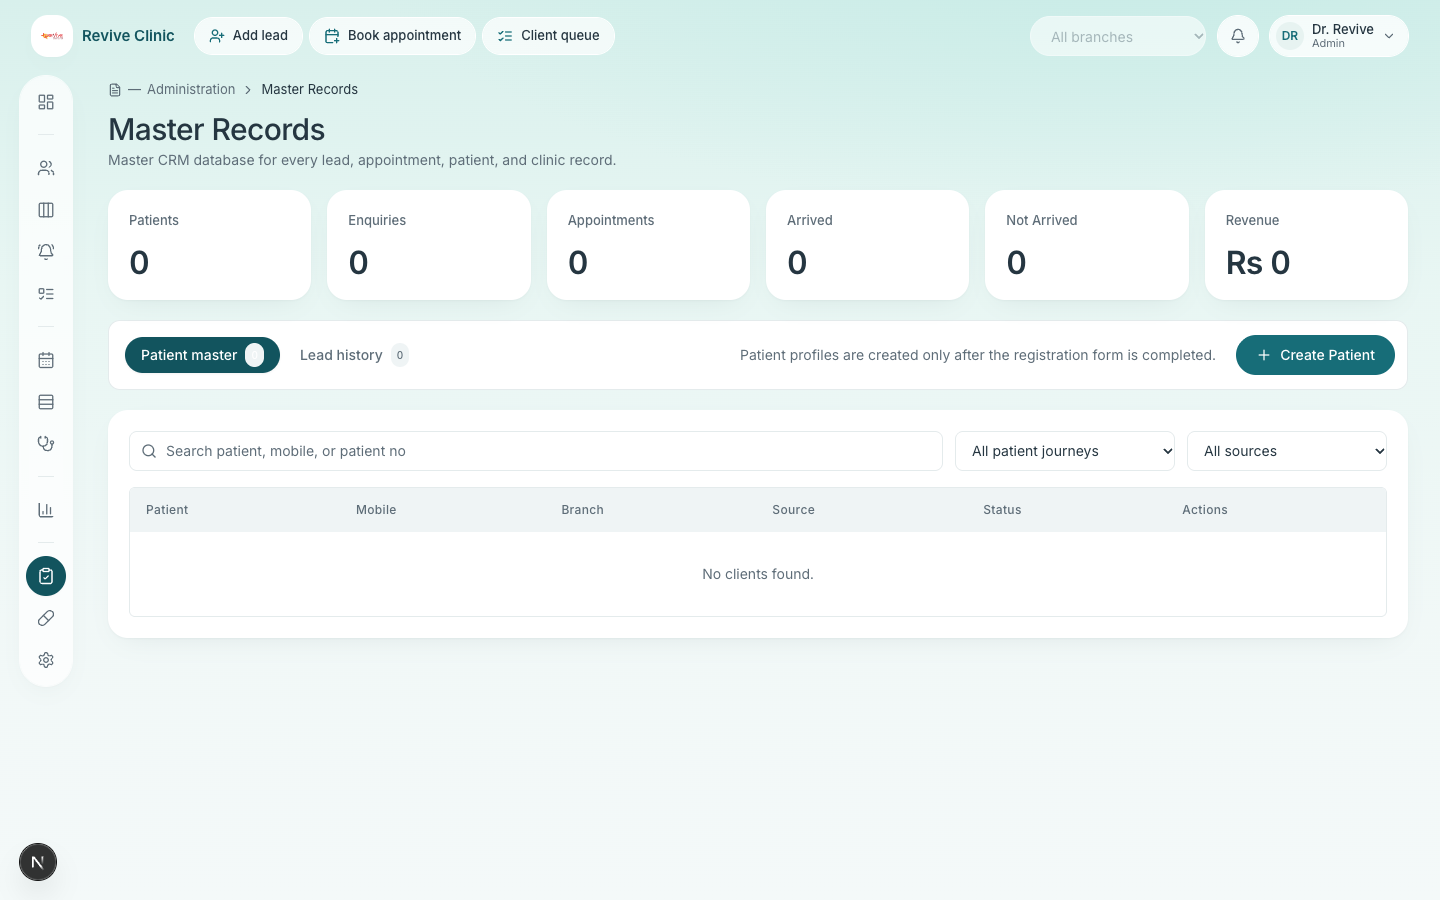 Revive Clinic
Add lead
Book appointment
Client queue
All branches
DR
Dr. Revive
Admin
— Administration > Master Records
Master Records
Master CRM database for every lead, appointment, patient, and clinic record.
Patients
0
Enquiries
0
Appointments
0
Arrived
0
Not Arrived
0
Revenue
Rs 0
Patient master
Lead history 0
Patient profiles are created only after the registration form is completed.
+ Create Patient
Search patient, mobile, or patient no
All patient journeys
All sources
Patient Mobile Branch Source Status Actions
No clients found.
N